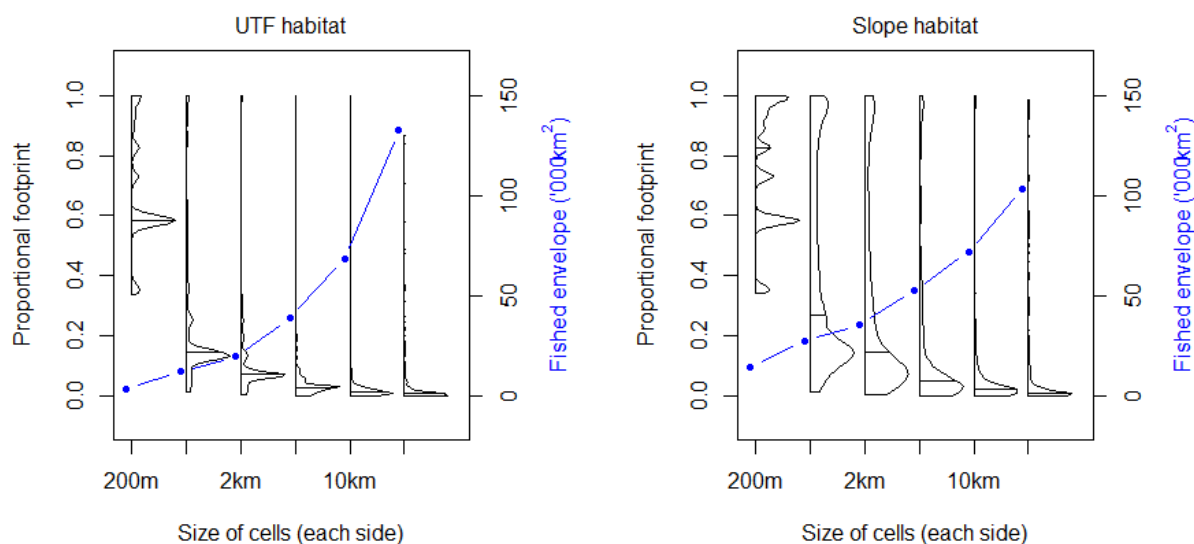 UTF habitat
Proportional footprint
0.0 0.2 0.4 0.6 0.8 1.0
0 50 100 150
Fished envelope ('000km²)
200m 2km 10km
Size of cells (each side)
Slope habitat
Proportional footprint
0.0 0.2 0.4 0.6 0.8 1.0
0 50 100 150
Fished envelope ('000km²)
200m 2km 10km
Size of cells (each side)